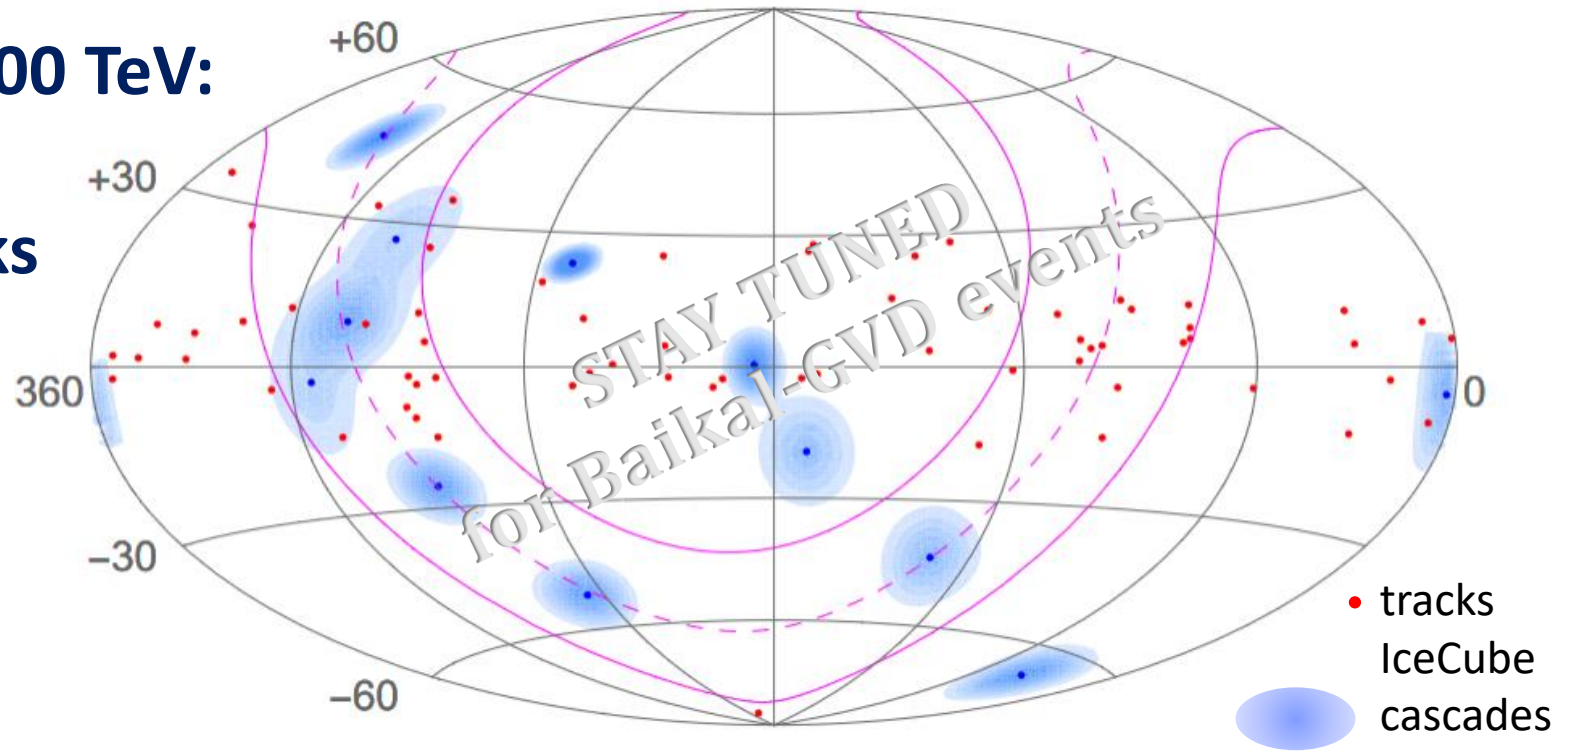 00 TeV:
ks
+60
+30
360
0
−30
−60
STAY TUNED
for Baikal-GVD events
tracks
IceCube
cascades